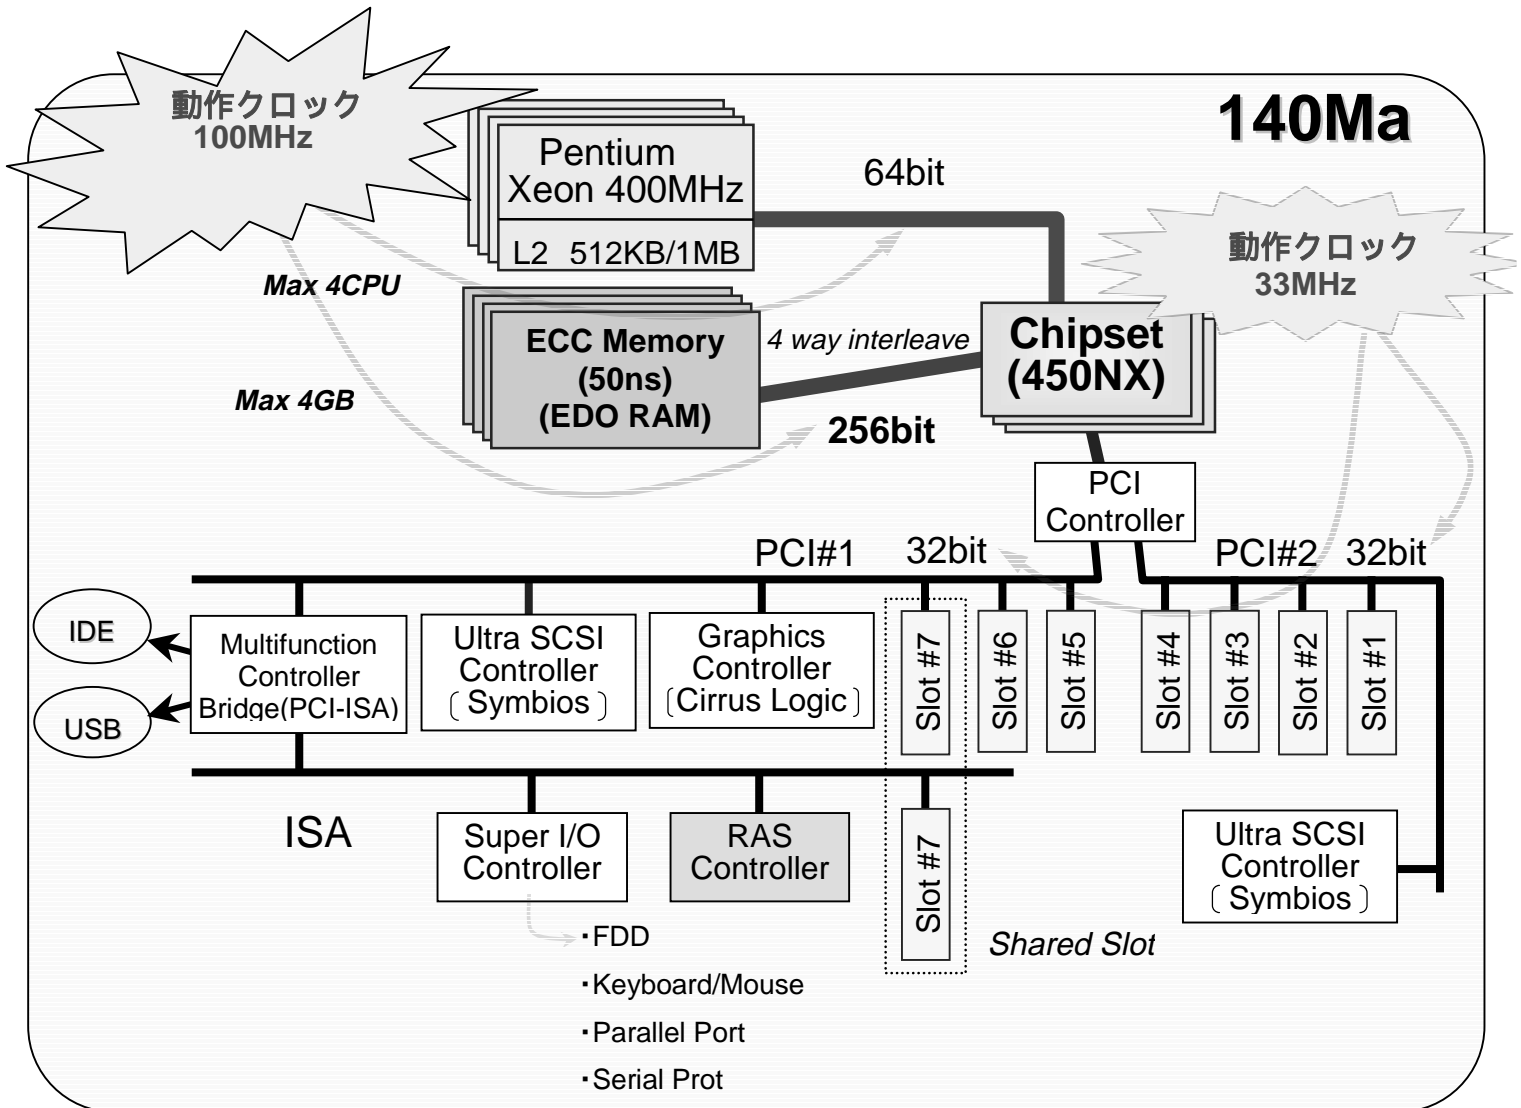 動作クロック
100MHz
140Ma
Pentium
Xeon 400MHz
L2 512KB/1MB
64bit
動作クロック
33MHz
Max 4CPU
ECC Memory
(50ns)
(EDO RAM)
4 way interleave
Chipset
(450NX)
Max 4GB
256bit
PCI
Controller
PCI#1
32bit
PCI#2
32bit
IDE
USB
Multifunction
Controller
Bridge(PCI-ISA)
Ultra SCSI
Controller
〔Symbios〕
Graphics
Controller
〔Cirrus Logic〕
Slot #7
Slot #6
Slot #5
Slot #4
Slot #3
Slot #2
Slot #1
ISA
Super I/O
Controller
RAS
Controller
Slot #7
Ultra SCSI
Controller
〔Symbios〕
Shared Slot
・FDD
・Keyboard/Mouse
・Parallel Port
・Serial Prot